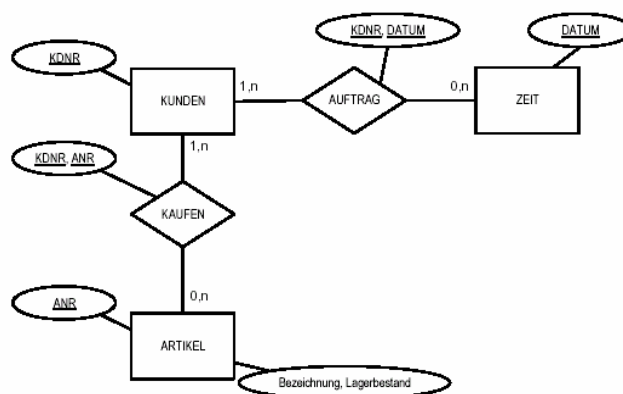 KDNR, DATUM
DATUM
KDNR
1,n
0,n
KUNDEN
AUFTRAG
ZEIT
1,n
KDNR, ANR
KAUFEN
0,n
ANR
ARTIKEL
Bezeichnung, Lagerbestand